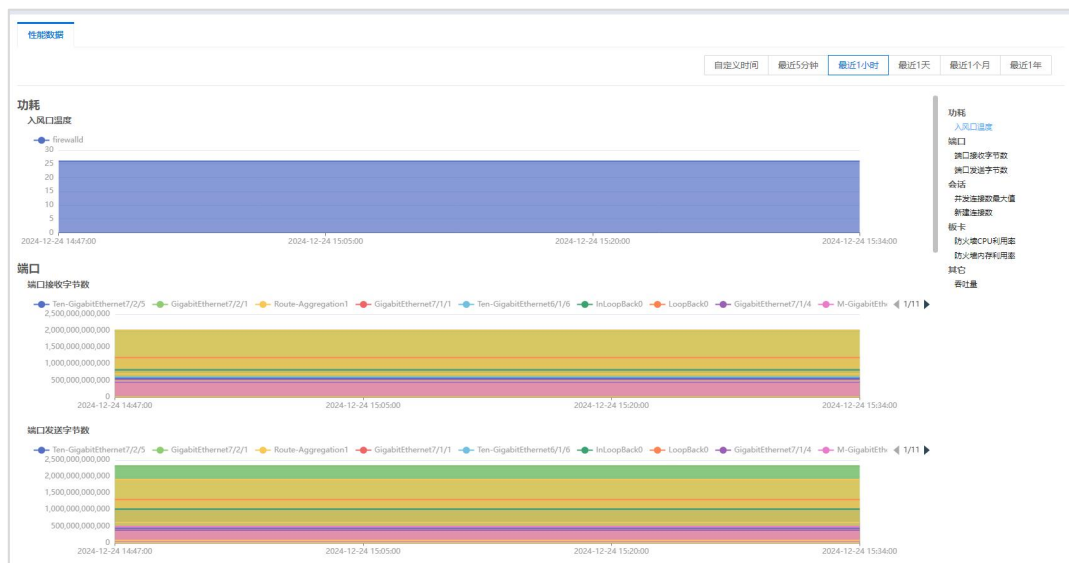 性能数据
自定义时间 最近5分钟 最近1小时 最近1天 最近1个月 最近1年
功耗
入风口温度
firewalld
30
25
20
15
10
5
0
2024-12-24 14:47:00 2024-12-24 15:05:00 2024-12-24 15:20:00 2024-12-24 15:34:00
端口
端口接收字节数
Ten-GigabitEthernet7/2/5 GigabitEthernet7/2/1 Route-Aggregation1 GigabitEthernet7/1/1 Ten-GigabitEthernet6/1/6 InLoopBack0 LoopBack0 GigabitEthernet7/1/4 M-GigabitEth 1/11
2,500,000,000,000
2,000,000,000,000
1,500,000,000,000
1,000,000,000,000
500,000,000,000
0
2024-12-24 14:47:00 2024-12-24 15:05:00 2024-12-24 15:20:00 2024-12-24 15:34:00
端口发送字节数
Ten-GigabitEthernet7/2/5 GigabitEthernet7/2/1 Route-Aggregation1 GigabitEthernet7/1/1 Ten-GigabitEthernet6/1/6 InLoopBack0 LoopBack0 GigabitEthernet7/1/4 M-GigabitEth 1/11
2,500,000,000,000
2,000,000,000,000
1,500,000,000,000
1,000,000,000,000
500,000,000,000
0
2024-12-24 14:47:00 2024-12-24 15:05:00 2024-12-24 15:20:00 2024-12-24 15:34:00
功耗
入风口温度
端口
端口接收字节数
端口发送字节数
会话
并发连接数最大值
新建连接数
板卡
防火墙CPU利用率
防火墙内存利用率
其它
吞吐量